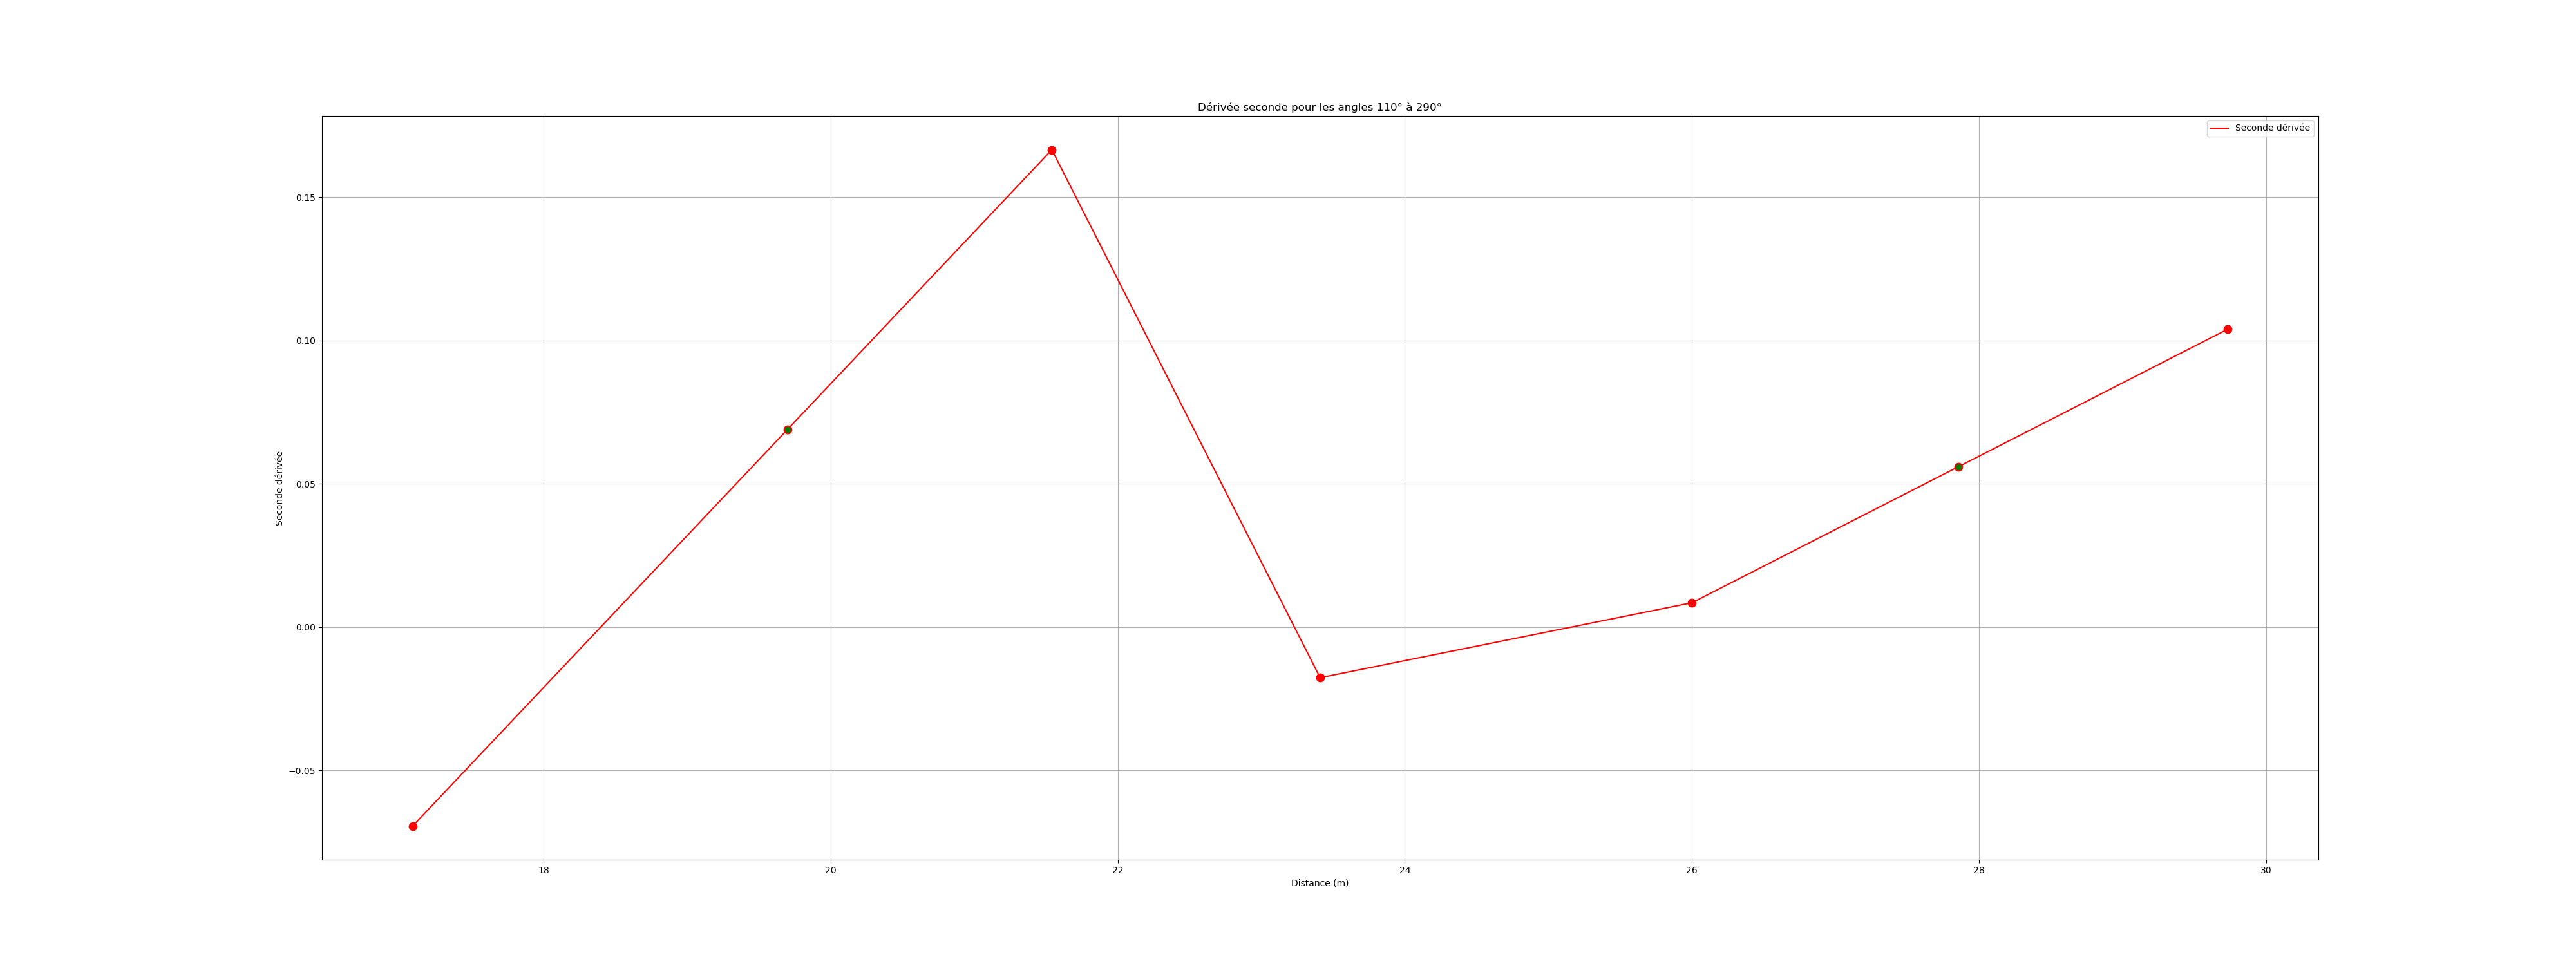 Dérivée seconde pour les angles 110° à 290°
Seconde dérivée
0.15
0.10
0.05
0.00
−0.05
Seconde dérivée
18 20 22 24 26 28 30
Distance (m)